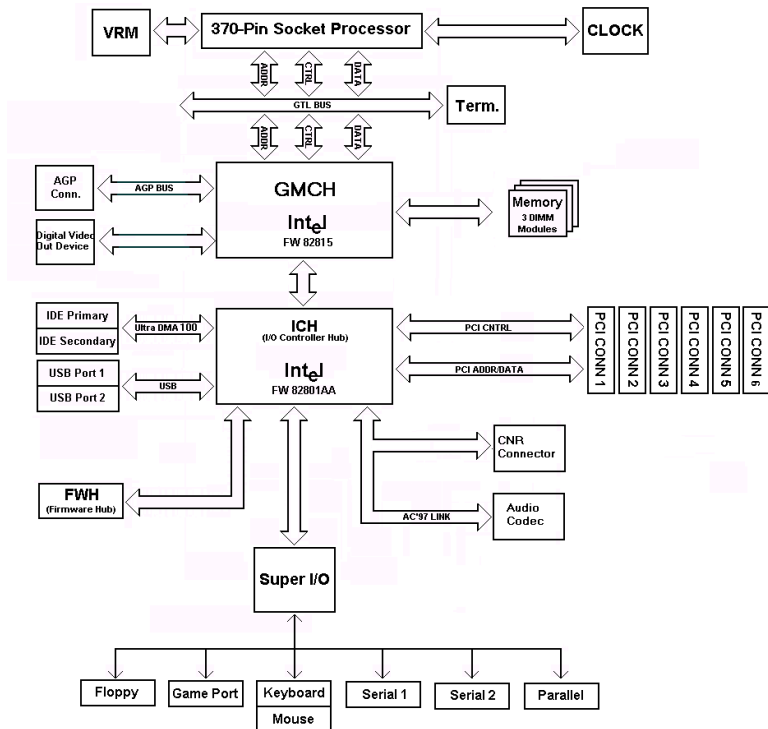 VRM
370-Pin Socket Processor
CLOCK
ADDR
CTRL
DATA
GTL BUS
Term.
ADDR
CTRL
DATA
AGP
Conn.
AGP BUS
GMCH
Intel
FW 82815
Memory
3 DIMM
Modules
Digital Video
Out Device
IDE Primary
IDE Secondary
Ultra DMA 100
ICH
(I/O Controller Hub)
Intel
FW 82801AA
PCI CNTRL
PCI ADDR/DATA
PCI CONN 1
PCI CONN 2
PCI CONN 3
PCI CONN 4
PCI CONN 5
PCI CONN 6
USB Port 1
USB Port 2
USB
CNR
Connector
FWH
(Firmware Hub)
AC'97 LINK
Audio
Codec
Super I/O
Floppy
Game Port
Keyboard
Mouse
Serial 1
Serial 2
Parallel